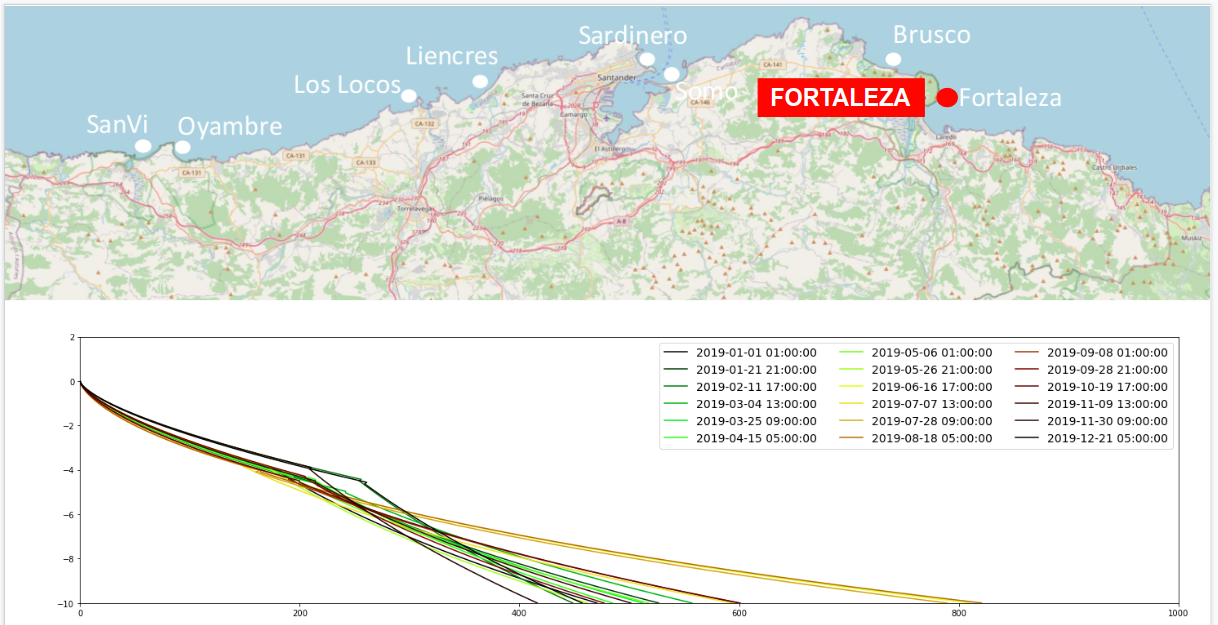 Sardinero
Brusco
Liencres
CA-141
Santander
Los Locos
Somo
FORTALEZA
Fortaleza
Santa Cruz
de Bezana
CA-146
Camargo
SanVi
Oyambre
CA-132
Laredo
El Astillero
CA-131
CA-133
Castro Urdiales
CA-131
Piélagos
Torrelavega
A-8
Muskiz
2
0
−2
−4
−6
−8
−10
0
200
400
600
800
1000
2019-01-01 01:00:00
2019-01-21 21:00:00
2019-02-11 17:00:00
2019-03-04 13:00:00
2019-03-25 09:00:00
2019-04-15 05:00:00
2019-05-06 01:00:00
2019-05-26 21:00:00
2019-06-16 17:00:00
2019-07-07 13:00:00
2019-07-28 09:00:00
2019-08-18 05:00:00
2019-09-08 01:00:00
2019-09-28 21:00:00
2019-10-19 17:00:00
2019-11-09 13:00:00
2019-11-30 09:00:00
2019-12-21 05:00:00